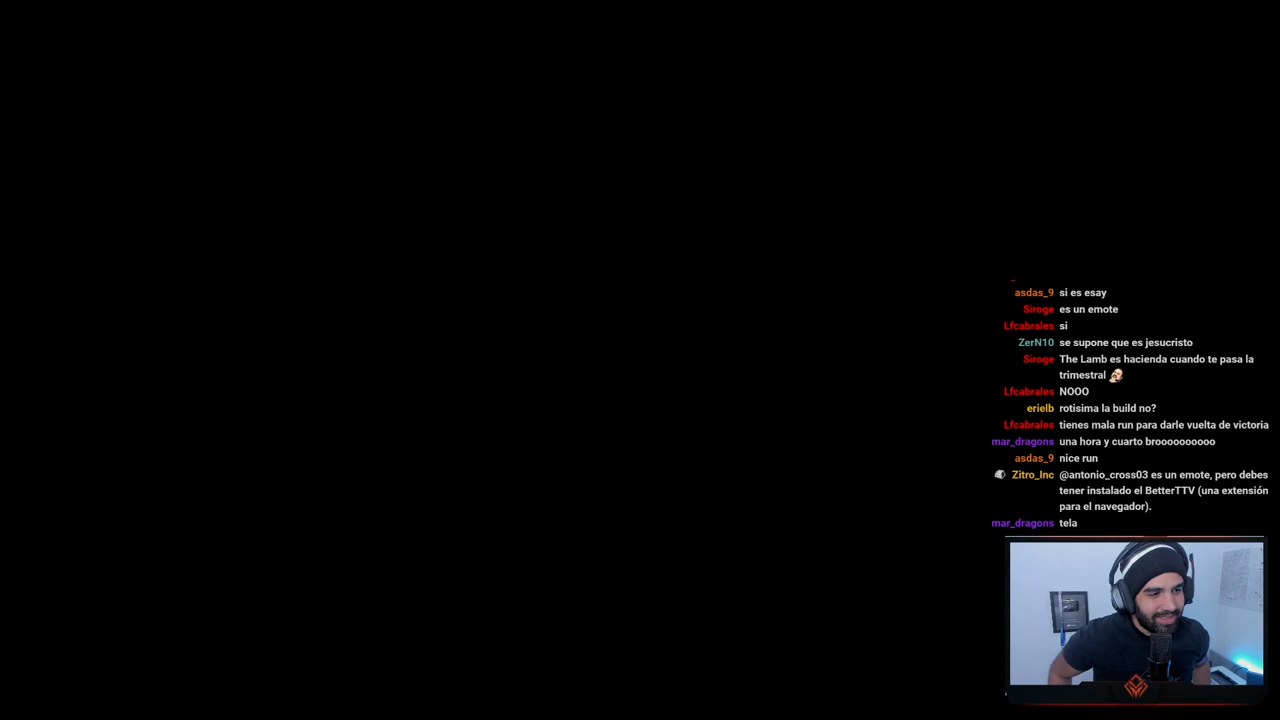 asdas_9 si es esay
Siroge es un emote
Lfcabrales si
ZerN10 se supone que es jesucristo
Siroge The Lamb es hacienda cuando te pasa la
trimestral
Lfcabrales NOOO
erielb rotisima la build no?
Lfcabrales tienes mala run para darle vuelta de victoria
mar_dragons una hora y cuarto broooooooooo
asdas_9 nice run
Zitro_Inc @antonio_cross03 es un emote, pero debes
tener instalado el BetterTTV (una extensión
para el navegador).
mar_dragons tela